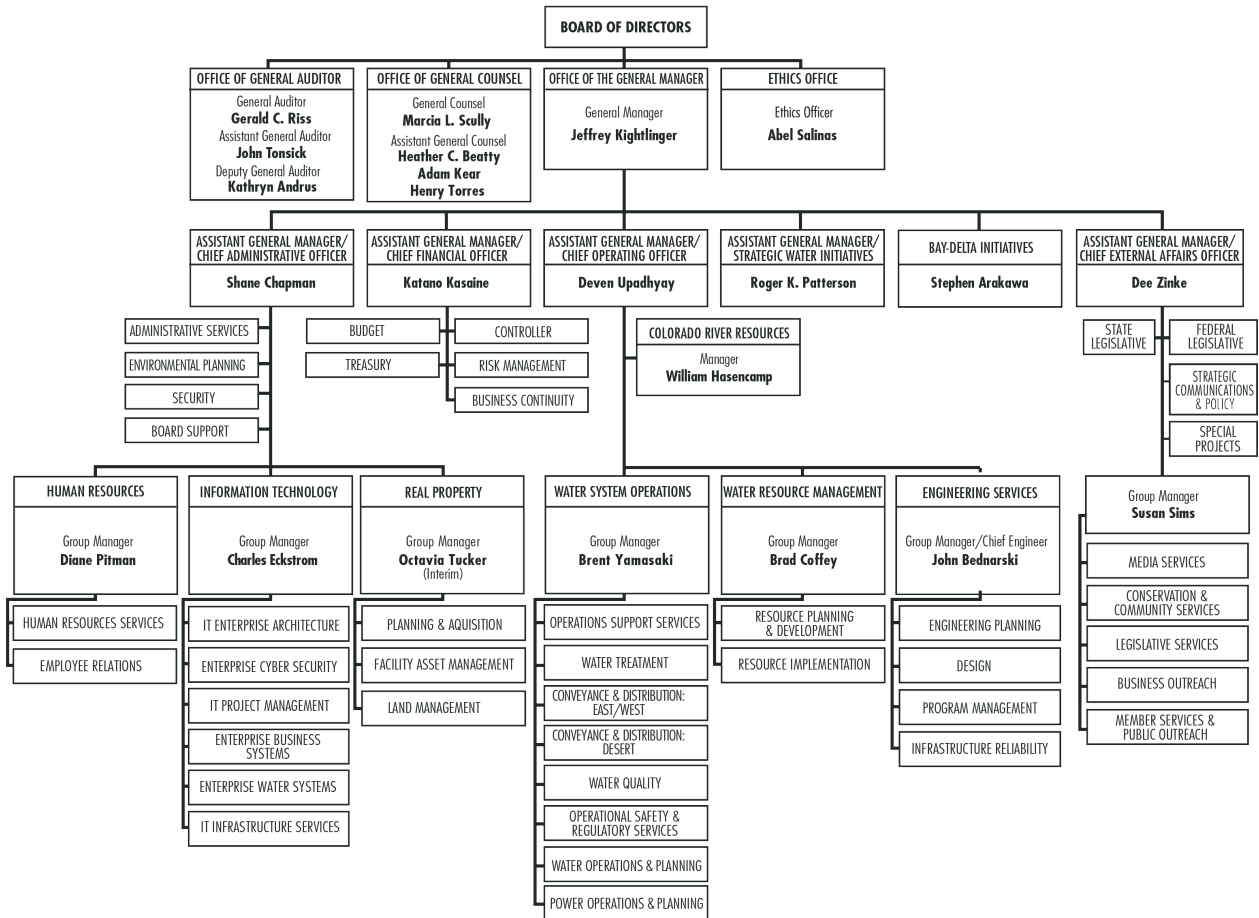 BOARD OF DIRECTORS
OFFICE OF GENERAL AUDITOR
General Auditor
Gerald C. Riss
Assistant General Auditor
John Tonsick
Deputy General Auditor
Kathryn Andrus
OFFICE OF GENERAL COUNSEL
General Counsel
Marcia L. Scully
Assistant General Counsel
Heather C. Beatty
Adam Kear
Henry Torres
OFFICE OF THE GENERAL MANAGER
General Manager
Jeffrey Kightlinger
ETHICS OFFICE
Ethics Officer
Abel Salinas
ASSISTANT GENERAL MANAGER/
CHIEF ADMINISTRATIVE OFFICER
Shane Chapman
ASSISTANT GENERAL MANAGER/
CHIEF FINANCIAL OFFICER
Katano Kasaine
ASSISTANT GENERAL MANAGER/
CHIEF OPERATING OFFICER
Deven Upadhyay
ASSISTANT GENERAL MANAGER/
STRATEGIC WATER INITIATIVES
Roger K. Patterson
BAY-DELTA INITIATIVES
Stephen Arakawa
ASSISTANT GENERAL MANAGER/
CHIEF EXTERNAL AFFAIRS OFFICER
Dee Zinke
ADMINISTRATIVE SERVICES
ENVIRONMENTAL PLANNING
SECURITY
BOARD SUPPORT
BUDGET
CONTROLLER
TREASURY
RISK MANAGEMENT
BUSINESS CONTINUITY
COLORADO RIVER RESOURCES
Manager
William Hasencamp
STATE
LEGISLATIVE
FEDERAL
LEGISLATIVE
STRATEGIC
COMMUNICATIONS
& POLICY
SPECIAL
PROJECTS
HUMAN RESOURCES
Group Manager
Diane Pitman
HUMAN RESOURCES SERVICES
EMPLOYEE RELATIONS
INFORMATION TECHNOLOGY
Group Manager
Charles Eckstrom
IT ENTERPRISE ARCHITECTURE
ENTERPRISE CYBER SECURITY
IT PROJECT MANAGEMENT
ENTERPRISE BUSINESS
SYSTEMS
ENTERPRISE WATER SYSTEMS
IT INFRASTRUCTURE SERVICES
REAL PROPERTY
Group Manager
Octavia Tucker
(Interim)
PLANNING & AQUISITION
FACILITY ASSET MANAGEMENT
LAND MANAGEMENT
WATER SYSTEM OPERATIONS
Group Manager
Brent Yamasaki
OPERATIONS SUPPORT SERVICES
WATER TREATMENT
CONVEYANCE & DISTRIBUTION:
EAST/WEST
CONVEYANCE & DISTRIBUTION:
DESERT
WATER QUALITY
OPERATIONAL SAFETY &
REGULATORY SERVICES
WATER OPERATIONS & PLANNING
POWER OPERATIONS & PLANNING
WATER RESOURCE MANAGEMENT
Group Manager
Brad Coffey
RESOURCE PLANNING
& DEVELOPMENT
RESOURCE IMPLEMENTATION
ENGINEERING SERVICES
Group Manager/Chief Engineer
John Bednarski
ENGINEERING PLANNING
DESIGN
PROGRAM MANAGEMENT
INFRASTRUCTURE RELIABILITY
Group Manager
Susan Sims
MEDIA SERVICES
CONSERVATION &
COMMUNITY SERVICES
LEGISLATIVE SERVICES
BUSINESS OUTREACH
MEMBER SERVICES &
PUBLIC OUTREACH